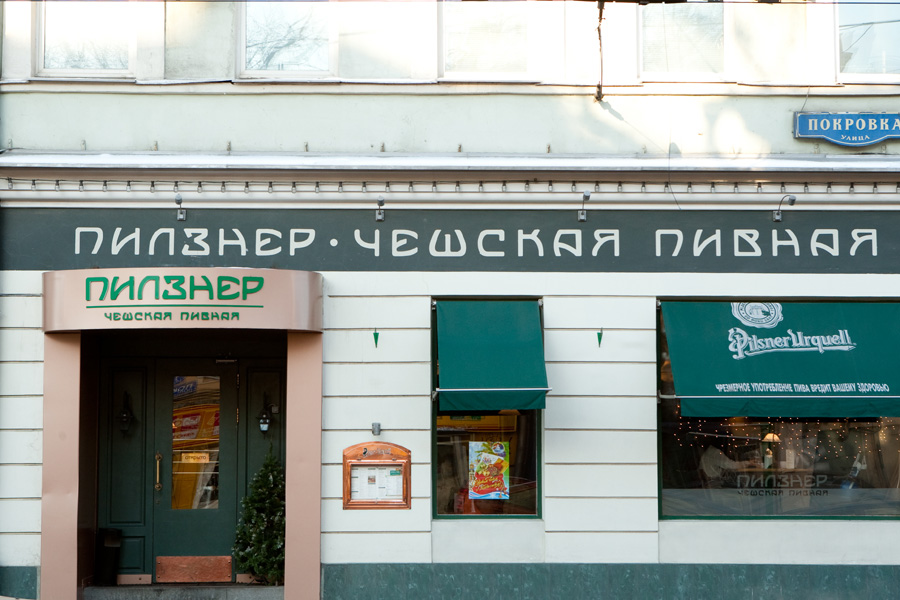 ПОКРОВКА
УЛИЦА
ПИЛЗНЕР · ЧЕШСКАЯ ПИВНАЯ
ПИЛЗНЕР
ЧЕШСКАЯ ПИВНАЯ
Pilsner Urquell
ЧРЕЗМЕРНОЕ УПОТРЕБЛЕНИЕ ПИВА ВРЕДИТ ВАШЕМУ ЗДОРОВЬЮ
ОТКРЫТО
ПИЛЗНЕР
ЧЕШСКАЯ ПИВНАЯ